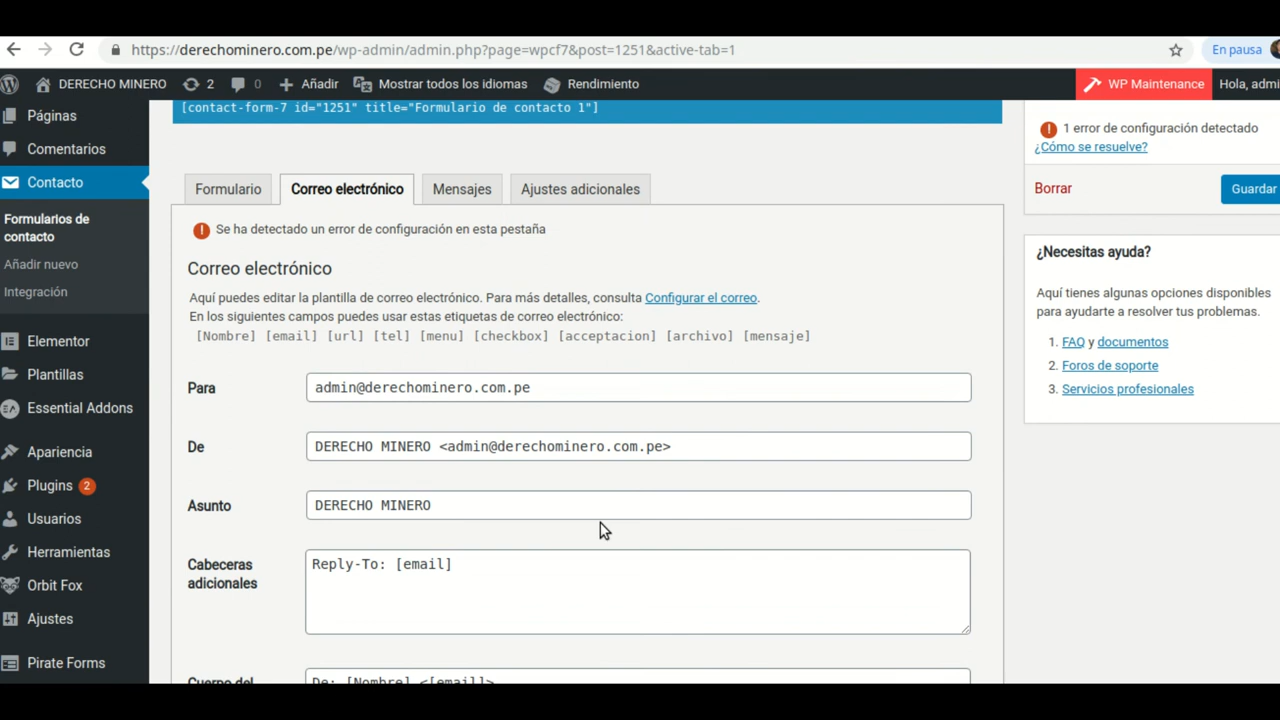 https://derechominero.com.pe/wp-admin/admin.php?page=wpcf7&post=1251&active-tab=1
En pausa
DERECHO MINERO
2
0
Añadir
Mostrar todos los idiomas
Rendimiento
WP Maintenance
Hola, admi
Páginas
Comentarios
Contacto
Formularios de
contacto
Añadir nuevo
Integración
Elementor
Plantillas
Essential Addons
Apariencia
Plugins 2
Usuarios
Herramientas
Orbit Fox
Ajustes
Pirate Forms
[contact-form-7 id="1251" title="Formulario de contacto 1"]
Formulario
Correo electrónico
Mensajes
Ajustes adicionales
Se ha detectado un error de configuración en esta pestaña
Correo electrónico
Aquí puedes editar la plantilla de correo electrónico. Para más detalles, consulta Configurar el correo.
En los siguientes campos puedes usar estas etiquetas de correo electrónico:
[Nombre] [email] [url] [tel] [menu] [checkbox] [acceptacion] [archivo] [mensaje]
Para
admin@derechominero.com.pe
De
DERECHO MINERO <admin@derechominero.com.pe>
Asunto
DERECHO MINERO
Cabeceras
adicionales
Reply-To: [email]
Cuerpo del
De: [Nombre] <[email]>
1 error de configuración detectado
¿Cómo se resuelve?
Borrar
Guardar
¿Necesitas ayuda?
Aquí tienes algunas opciones disponibles
para ayudarte a resolver tus problemas.
1. FAQ y documentos
2. Foros de soporte
3. Servicios profesionales